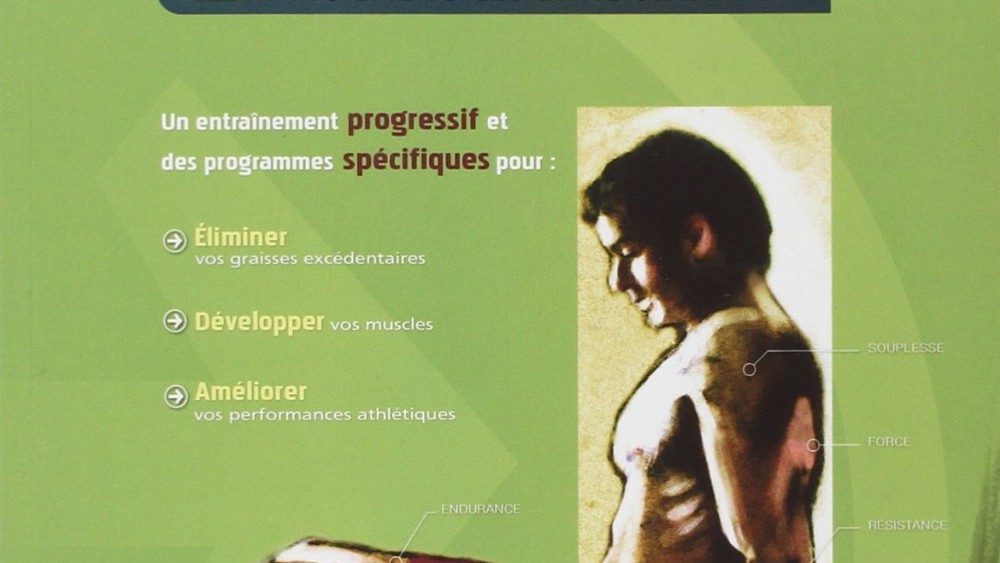 Un entraînement progressif et
des programmes spécifiques pour :
Éliminer
vos graisses excédentaires
Développer vos muscles
Améliorer
vos performances athlétiques
SOUPLESSE
FORCE
ENDURANCE
RÉSISTANCE